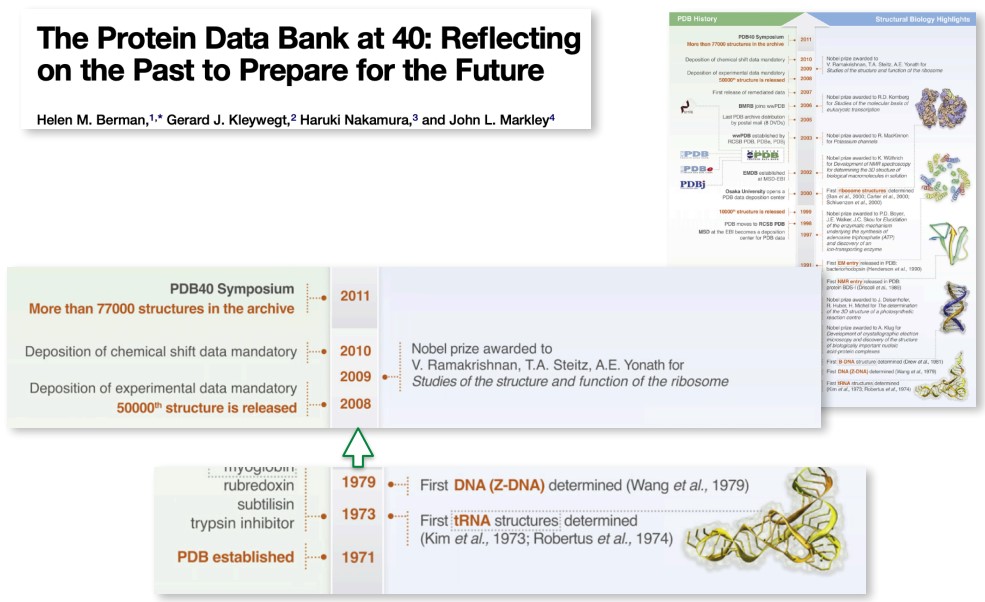 The Protein Data Bank at 40: Reflecting
on the Past to Prepare for the Future
Helen M. Berman,1,* Gerard J. Kleywegt,2 Haruki Nakamura,3 and John L. Markley4
PDB History
Structural Biology Highlights
PDB40 Symposium
More than 77000 structures in the archive
2011
Deposition of chemical shift data mandatory
2010
Nobel prize awarded to
V. Ramakrishnan, T.A. Steitz, A.E. Yonath for
Studies of the structure and function of the ribosome
2009
Deposition of experimental data mandatory
50000th structure is released
2008
First release of remediated data
2007
Nobel prize awarded to R.D. Kornberg
for Studies of the molecular basis of
eukaryotic transcription
BMRB joins wwPDB
2006
Last PDB archive distribution
by postal mail (8 DVDs)
2005
wwPDB established by
RCSB PDB, PDBe, PDBj
2003
Nobel prize awarded to R. MacKinnon
for Potassium channels
PDB
PDB
PDBe
PDBj
Nobel prize awarded to K. Wüthrich
for Development of NMR spectroscopy
for determining the 3D structure of
biological macromolecules in solution
EMDB established
at MSD-EBI
2002
Osaka University opens a
PDB data deposition center
2000
First ribosome structures determined
(Ban et al., 2000; Carter et al., 2000;
Schluenzen et al., 2000)
10000th structure is released
PDB moves to RCSB PDB
MSD at the EBI becomes a deposition
center for PDB data
1997
Nobel prize awarded to P.D. Boyer,
J.E. Walker, J.C. Skou for Elucidation
of the enzymatic mechanism
underlying the synthesis of
adenosine triphosphate (ATP)
and discovery of an
ion-transporting enzyme
1991
First EM entry released in PDB:
bacteriorhodopsin (Henderson et al., 1990)
First NMR entry released in PDB:
protein BDS-I (Driscoll et al., 1989)
Nobel prize awarded to J. Deisenhofer,
R. Huber, H. Michel for The determination
of the 3D structure of a photosynthetic
reaction centre
Nobel prize awarded to A. Klug for
Development of crystallographic electron
microscopy and discovery of the structure
of biologically important nucleic
acid-protein complexes
First B-DNA structure determined (Drew et al., 1981)
First DNA (Z-DNA) determined (Wang et al., 1979)
First tRNA structures determined
(Kim et al., 1973; Robertus et al., 1974)
PDB40 Symposium
More than 77000 structures in the archive
2011
Deposition of chemical shift data mandatory
2010
Nobel prize awarded to
V. Ramakrishnan, T.A. Steitz, A.E. Yonath for
Studies of the structure and function of the ribosome
2009
Deposition of experimental data mandatory
50000th structure is released
2008
myoglobin
rubredoxin
subtilisin
trypsin inhibitor
1979
First DNA (Z-DNA) determined (Wang et al., 1979)
1973
First tRNA structures determined
(Kim et al., 1973; Robertus et al., 1974)
PDB established
1971